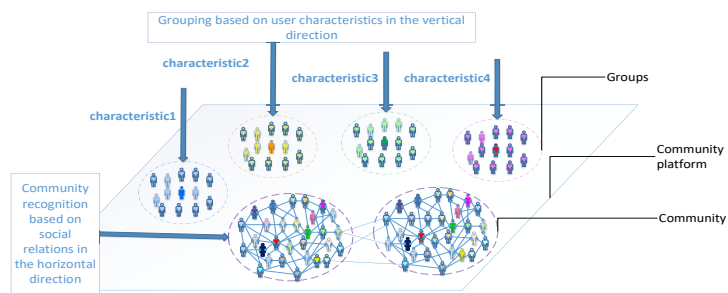 Grouping based on user characteristics in the vertical
direction
characteristic2
characteristic3
characteristic4
Groups
characteristic1
Community
platform
Community
recognition
based on
social
relations in
the horizontal
direction
Community